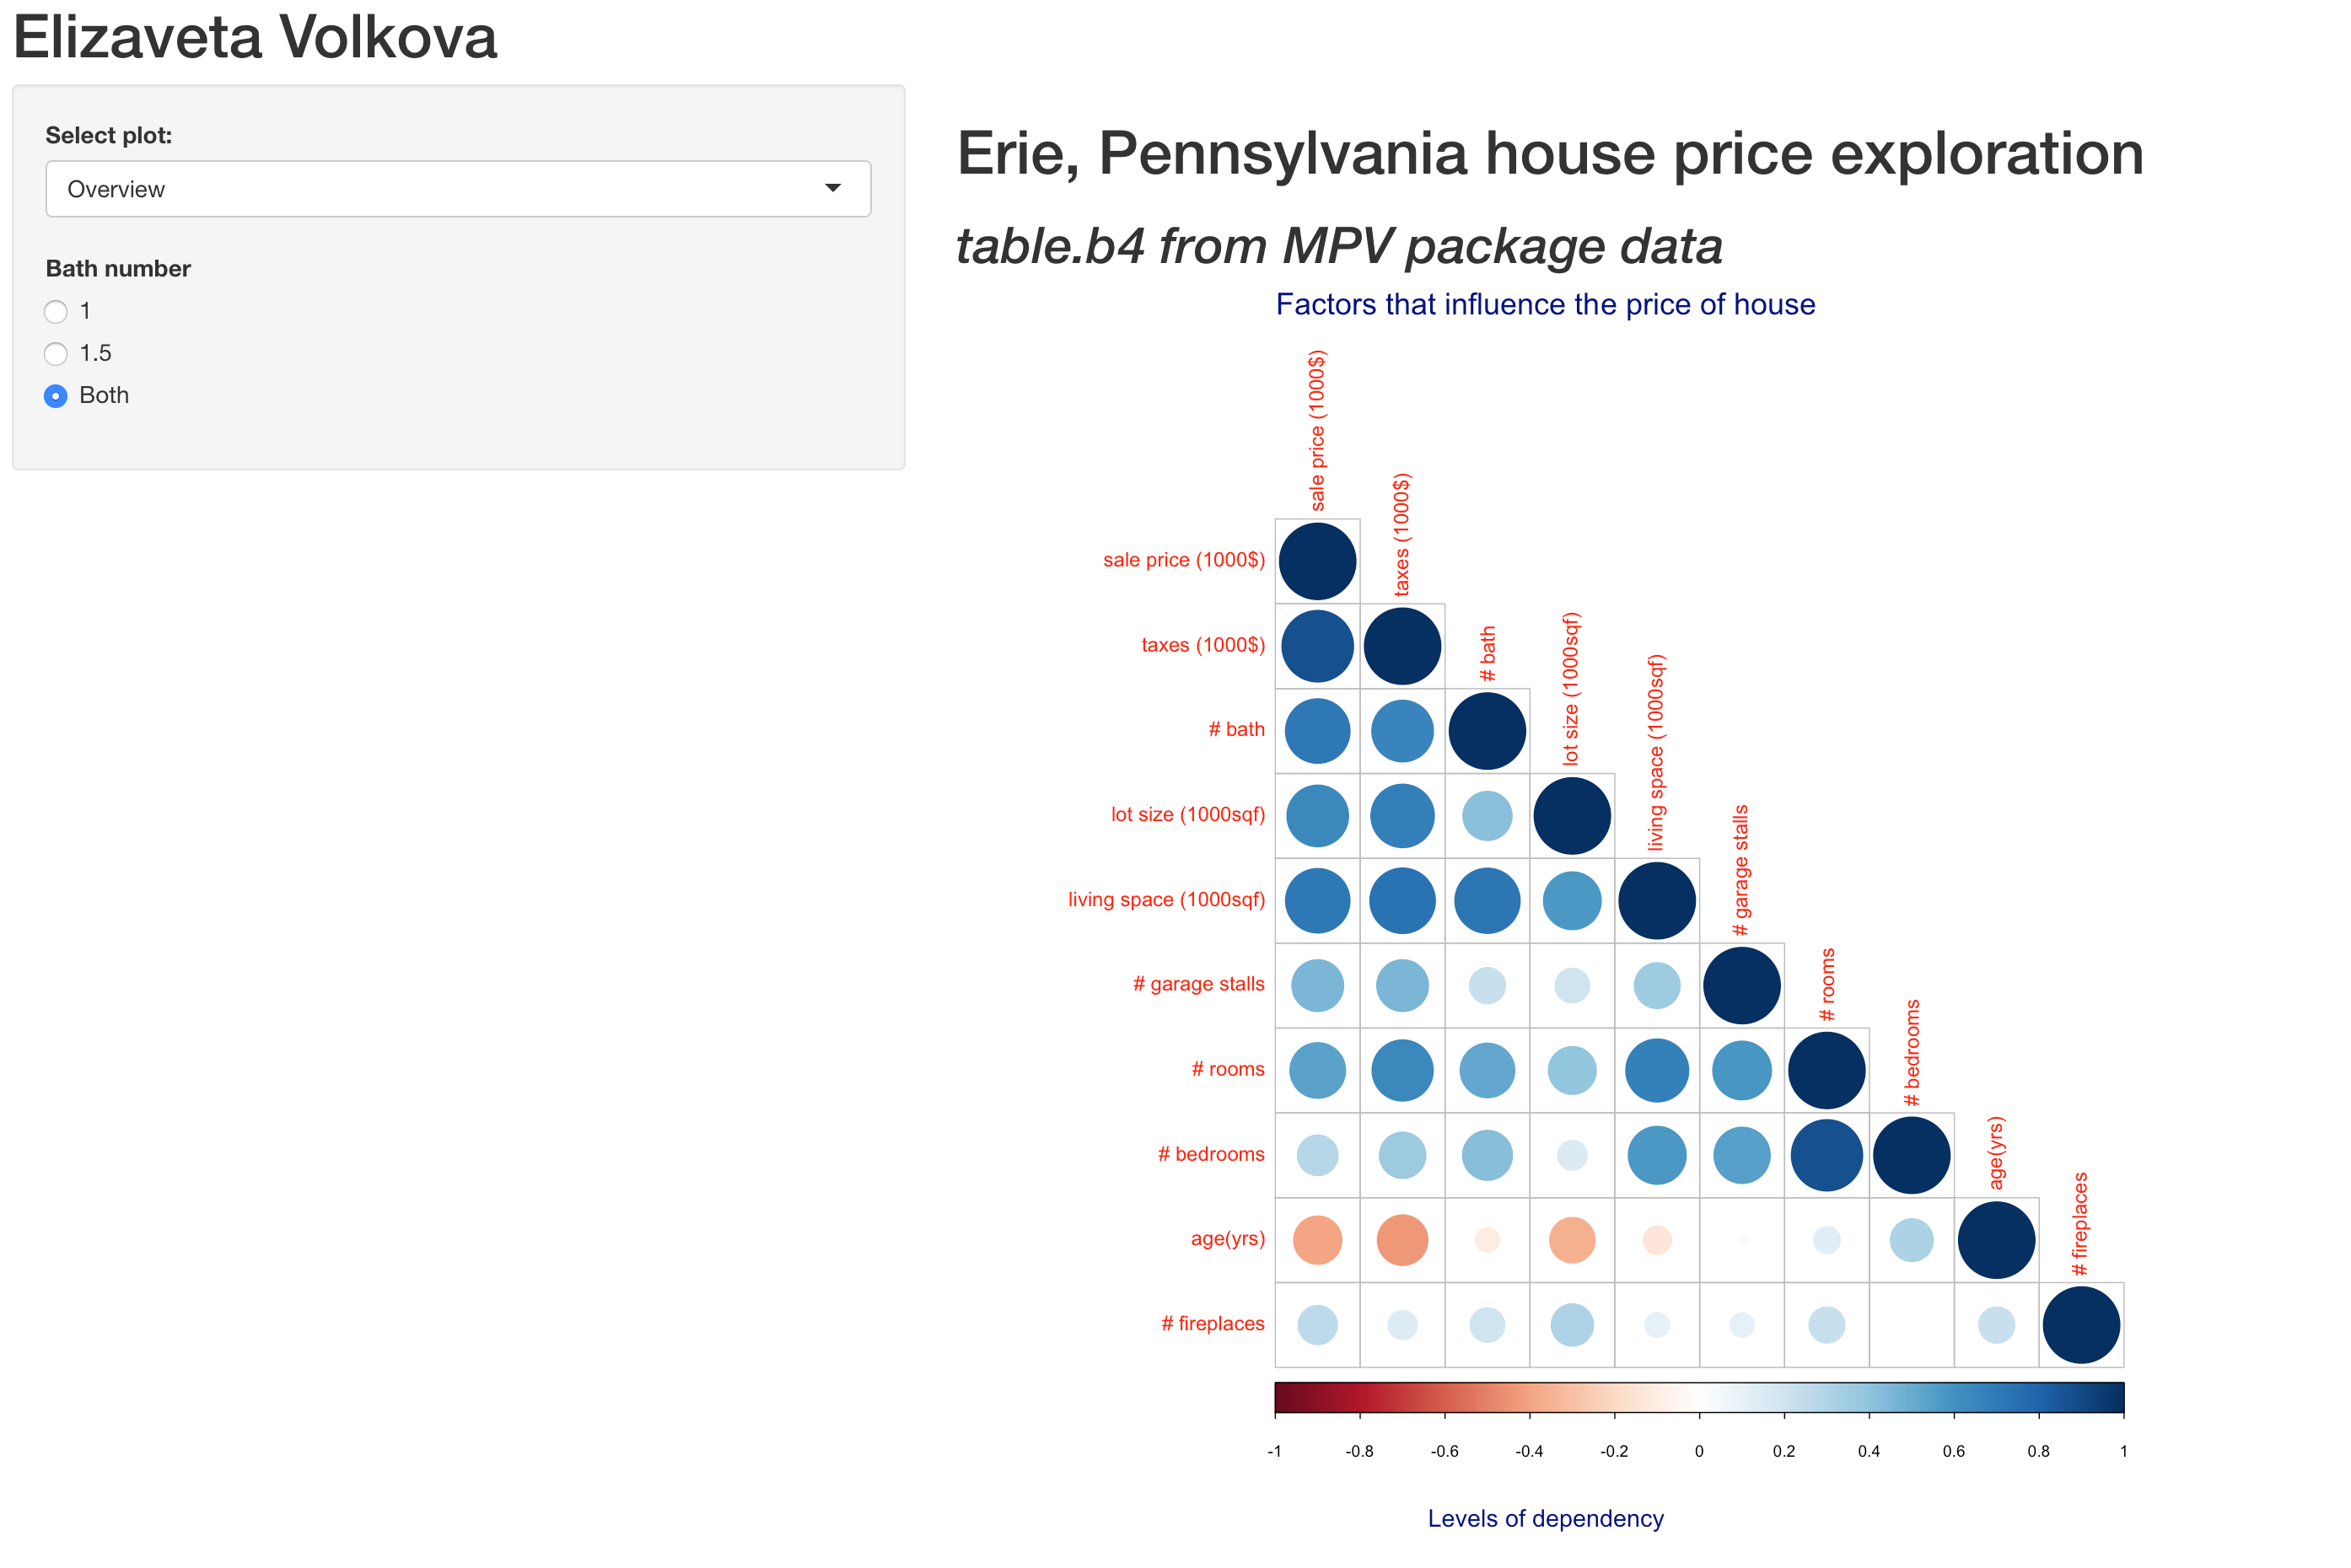 Elizaveta Volkova
Select plot:
Overview
Bath number
1
1.5
Both
Erie, Pennsylvania house price exploration
table.b4 from MPV package data
Factors that influence the price of house
sale price (1000$)
taxes (1000$)
# bath
lot size (1000sqf)
living space (1000sqf)
# garage stalls
# rooms
# bedrooms
age(yrs)
# fireplaces
sale price (1000$)
taxes (1000$)
# bath
lot size (1000sqf)
living space (1000sqf)
# garage stalls
# rooms
# bedrooms
age(yrs)
# fireplaces
-1 -0.8 -0.6 -0.4 -0.2 0 0.2 0.4 0.6 0.8 1
Levels of dependency